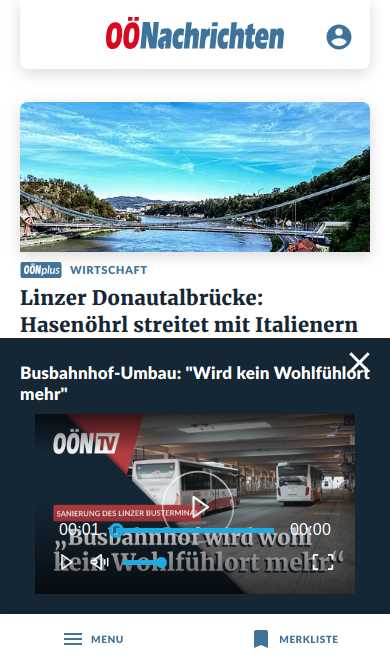 OÖNachrichten
OÖNplus WIRTSCHAFT
Linzer Donautalbrücke:
Hasenöhrl streitet mit Italienern
Busbahnhof-Umbau: "Wird kein Wohlfühlort
mehr"
OÖN TV
SANIERUNG DES LINZER BUSTERMINA
00:01 00:00
„Busbahnhof wird wohl
kein Wohlfühlort mehr“
MENU MERKLISTE